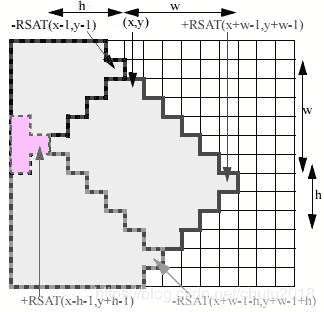 h
w
-RSAT(x-1,y-1)
(x,y)
+RSAT(x+w-1,y+w-1)
w
h
+RSAT(x-h-1,y+h-1)
-RSAT(x+w-1-h,y+w-1+h)